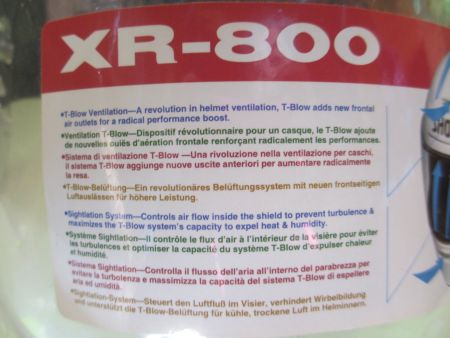 XR-800
•T-Blow Ventilation—A revolution in helmet ventilation, T-Blow adds new frontal
air outlets for a radical performance boost.
•Ventilation T-Blow—Dispositif révolutionnaire pour un casque, le T-Blow ajoute
de nouvelles ouïes d'aération frontale renforçant radicalement les performances.
•Sistema di ventilazione T-Blow —Una rivoluzione nella ventilazione per caschi,
il sistema T-Blow aggiunge nuove uscite anteriori per aumentare radicalmente
la resa.
•T-Blow-Belüftung—Ein revolutionäres Belüftungssystem mit neuen frontseitigen
Luftauslässen für höhere Leistung.
•Sightlation System—Controls air flow inside the shield to prevent turbulence &
maximizes the T-Blow system's capacity to expel heat & humidity.
•Système Sightlation—Il contrôle le flux d'air à l'intérieur de la visière pour éviter
les turbulences et optimiser la capacité du système T-Blow d'expulser chaleur
et humidité.
•Sistema Sightlation—Controlla il flusso dell'aria all'interno del parabrezza per
evitare la turbulenza e massimizza la capacità del sistema T-Blow di espellere
aria ed umidità.
•Sightlation-System—Steuert den Luftfluß im Visier, verhindert Wirbelbildung
und unterstützt die T-Blow-Belüftung für kühle, trockene Luft im Helminnern.